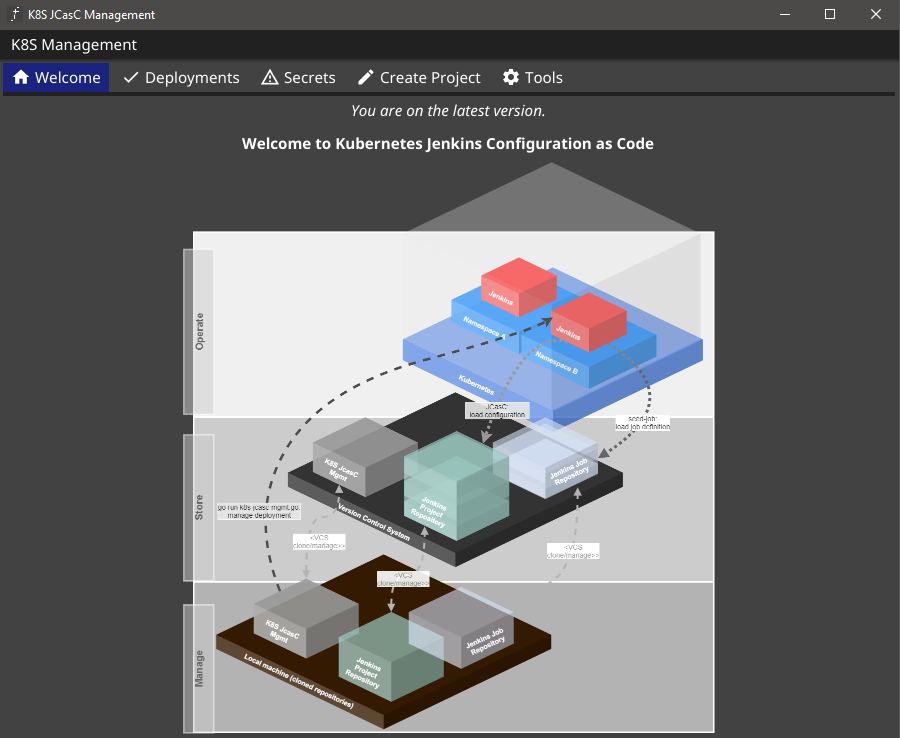 K8S JCasC Management
K8S Management
Welcome
Deployments
Secrets
Create Project
Tools
You are on the latest version.
Welcome to Kubernetes Jenkins Configuration as Code
Operate
Jenkins
Namespace A
Jenkins
Namespace B
Kubernetes
JCasC:
load configuration
seed-job:
load job definition
Store
K8S JcasC
Mgmt
Jenkins
Project
Repository
Jenkins Job
Repository
Version Control System
go run k8s jcasc mgmt.go:
manage deployment
<VCS
clone/manage>>
<VCS
clone/manage>>
<VCS
clone/manage>>
Manage
K8S JcasC
Mgmt
Jenkins
Project
Repository
Jenkins Job
Repository
Local machine (cloned repositories)